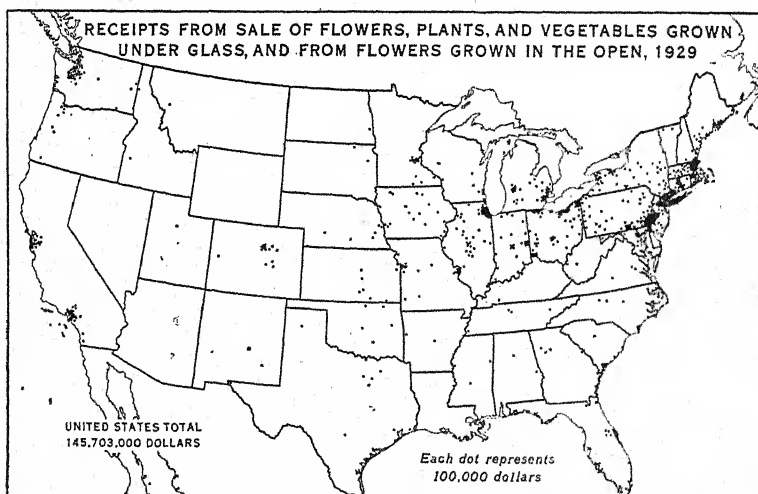 RECEIPTS FROM SALE OF FLOWERS, PLANTS, AND VEGETABLES GROWN
UNDER GLASS, AND FROM FLOWERS GROWN IN THE OPEN, 1929
UNITED STATES TOTAL
145,703,000 DOLLARS
Each dot represents
100,000 dollars